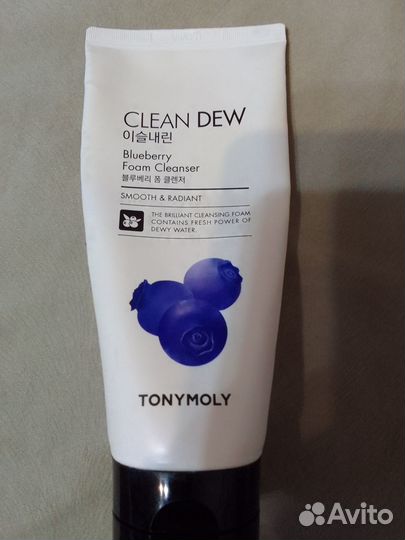 CLEAN DEW
이슬내린
Blueberry
Foam Cleanser
블루베리 폼 클렌저
SMOOTH & RADIANT
THE BRILLIANT CLEANSING FOAM
CONTAINS FRESH POWER OF
DEWY WATER.
TONYMOLY
Avito